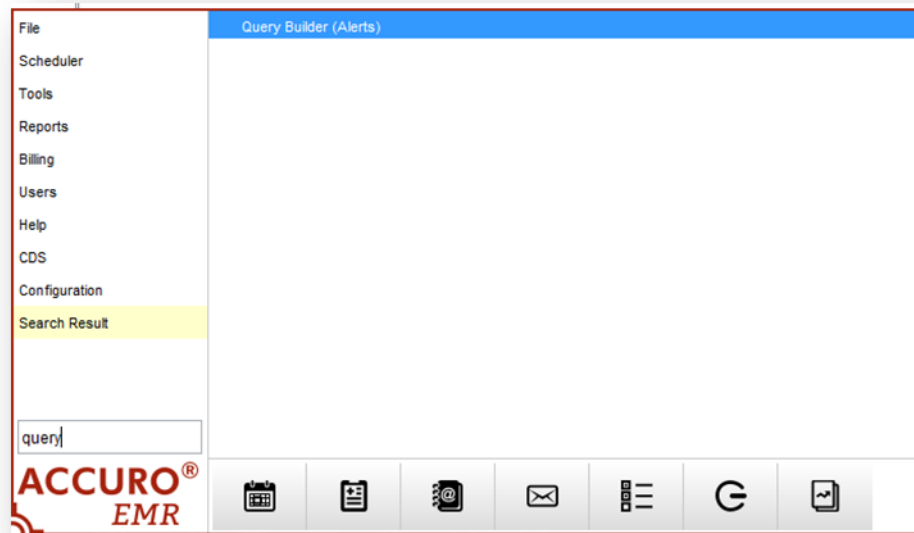 File
Scheduler
Tools
Reports
Billing
Users
Help
CDS
Configuration
Search Result
query
ACCURO®
EMR
Query Builder (Alerts)